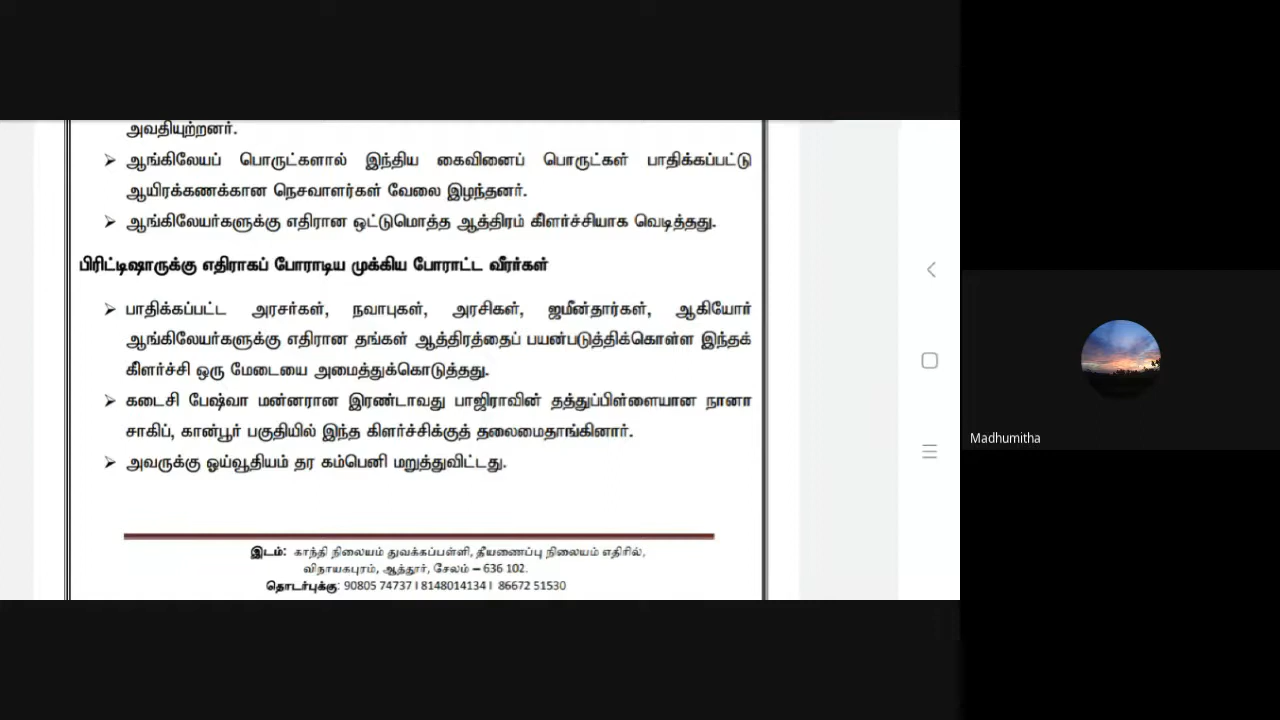 அவதியுற்றனர்.
➢ ஆங்கிலேயப் பொருட்களால் இந்திய கைவினைப் பொருட்கள் பாதிக்கப்பட்டு
ஆயிரக்கணக்கான நெசவாளர்கள் வேலை இழந்தனர்.
➢ ஆங்கிலேயர்களுக்கு எதிரான ஒட்டுமொத்த ஆத்திரம் கிளர்ச்சியாக வெடித்தது.
பிரிட்டிஷாருக்கு எதிராகப் போராடிய முக்கிய போராட்ட வீரர்கள்
➢ பாதிக்கப்பட்ட அரசர்கள், நவாபுகள், அரசிகள், ஜமீன்தார்கள், ஆகியோர்
ஆங்கிலேயர்களுக்கு எதிரான தங்கள் ஆத்திரத்தைப் பயன்படுத்திக்கொள்ள இந்தக்
கிளர்ச்சி ஒரு மேடையை அமைத்துக்கொடுத்தது.
➢ கடைசி பேஷ்வா மன்னரான இரண்டாவது பாஜிராவின் தத்துப்பிள்ளையான நானா
சாகிப், கான்பூர் பகுதியில் இந்த கிளர்ச்சிக்குத் தலைமைதாங்கினார்.
➢ அவருக்கு ஓய்வூதியம் தர கம்பெனி மறுத்துவிட்டது.
இடம்: காந்தி நிலையம் துவக்கப்பள்ளி, தீயணைப்பு நிலையம் எதிரில்,
விநாயகபுரம், ஆத்தூர், சேலம் – 636 102.
தொடர்புக்கு: 90805 74737 I 8148014134 I 86672 51530
Madhumitha